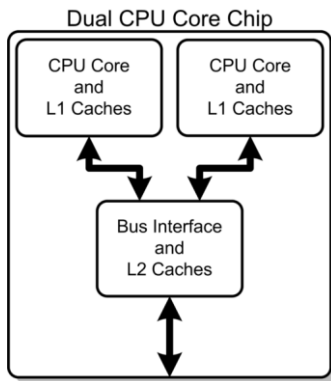 Dual CPU Core Chip
CPU Core
and
L1 Caches
CPU Core
and
L1 Caches
Bus Interface
and
L2 Caches